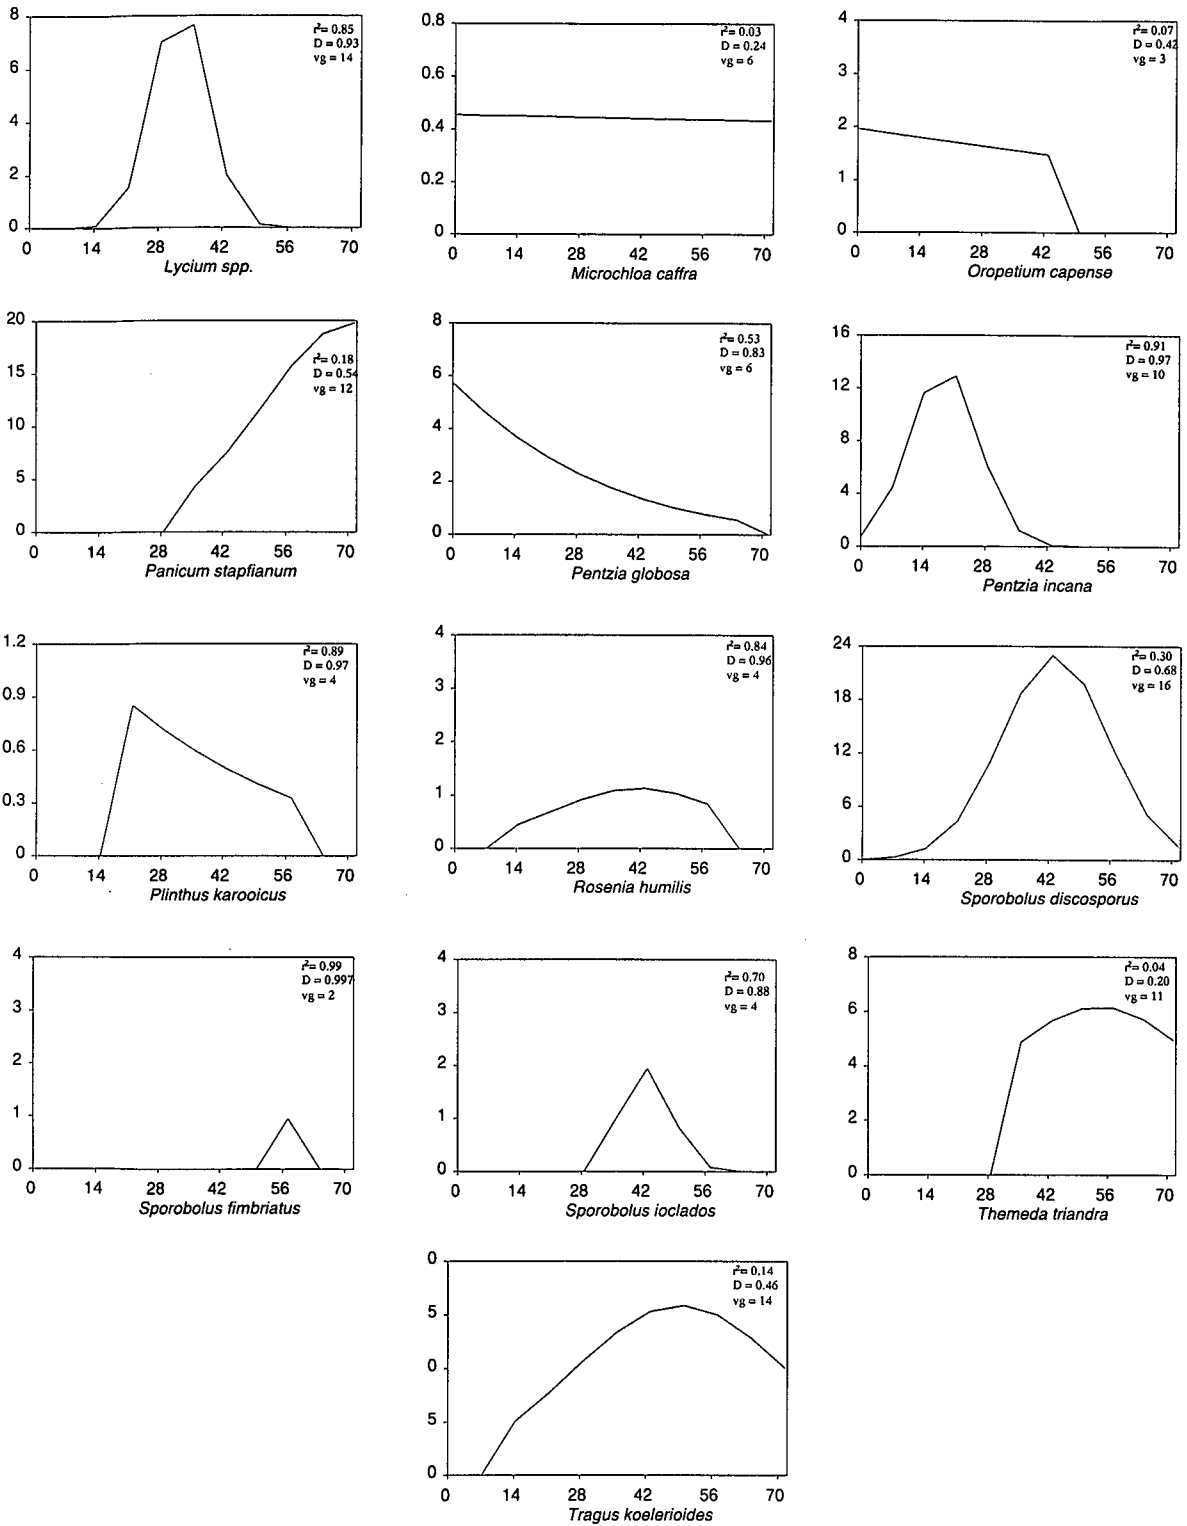 8
6
4
2
0
r²= 0.85
D = 0.93
vg = 14
0 14 28 42 56 70
Lycium spp.
0.8
0.6
0.4
0.2
0
r²= 0.03
D = 0.24
vg = 6
0 14 28 42 56 70
Microchloa caffra
4
3
2
1
0
r²= 0.07
D = 0.42
vg = 3
0 14 28 42 56 70
Oropetium capense
20
15
10
5
0
r²= 0.18
D = 0.54
vg = 12
0 14 28 42 56 70
Panicum stapfianum
8
6
4
2
0
r²= 0.53
D = 0.83
vg = 6
0 14 28 42 56 70
Pentzia globosa
16
12
8
4
0
r²= 0.91
D = 0.97
vg = 10
0 14 28 42 56 70
Pentzia incana
1.2
0.9
0.6
0.3
0
r²= 0.89
D = 0.97
vg = 4
0 14 28 42 56 70
Plinthus karooicus
4
3
2
1
0
r²= 0.84
D = 0.96
vg = 4
0 14 28 42 56 70
Rosenia humilis
24
18
12
6
0
r²= 0.30
D = 0.68
vg = 16
0 14 28 42 56 70
Sporobolus discosporus
4
3
2
1
0
r²= 0.99
D = 0.997
vg = 2
0 14 28 42 56 70
Sporobolus fimbriatus
4
3
2
1
0
r²= 0.70
D = 0.88
vg = 4
0 14 28 42 56 70
Sporobolus ioclados
8
6
4
2
0
r²= 0.04
D = 0.20
vg = 11
0 14 28 42 56 70
Themeda triandra
0
5
0
5
0
r²= 0.14
D = 0.46
vg = 14
0 14 28 42 56 70
Tragus koelerioides